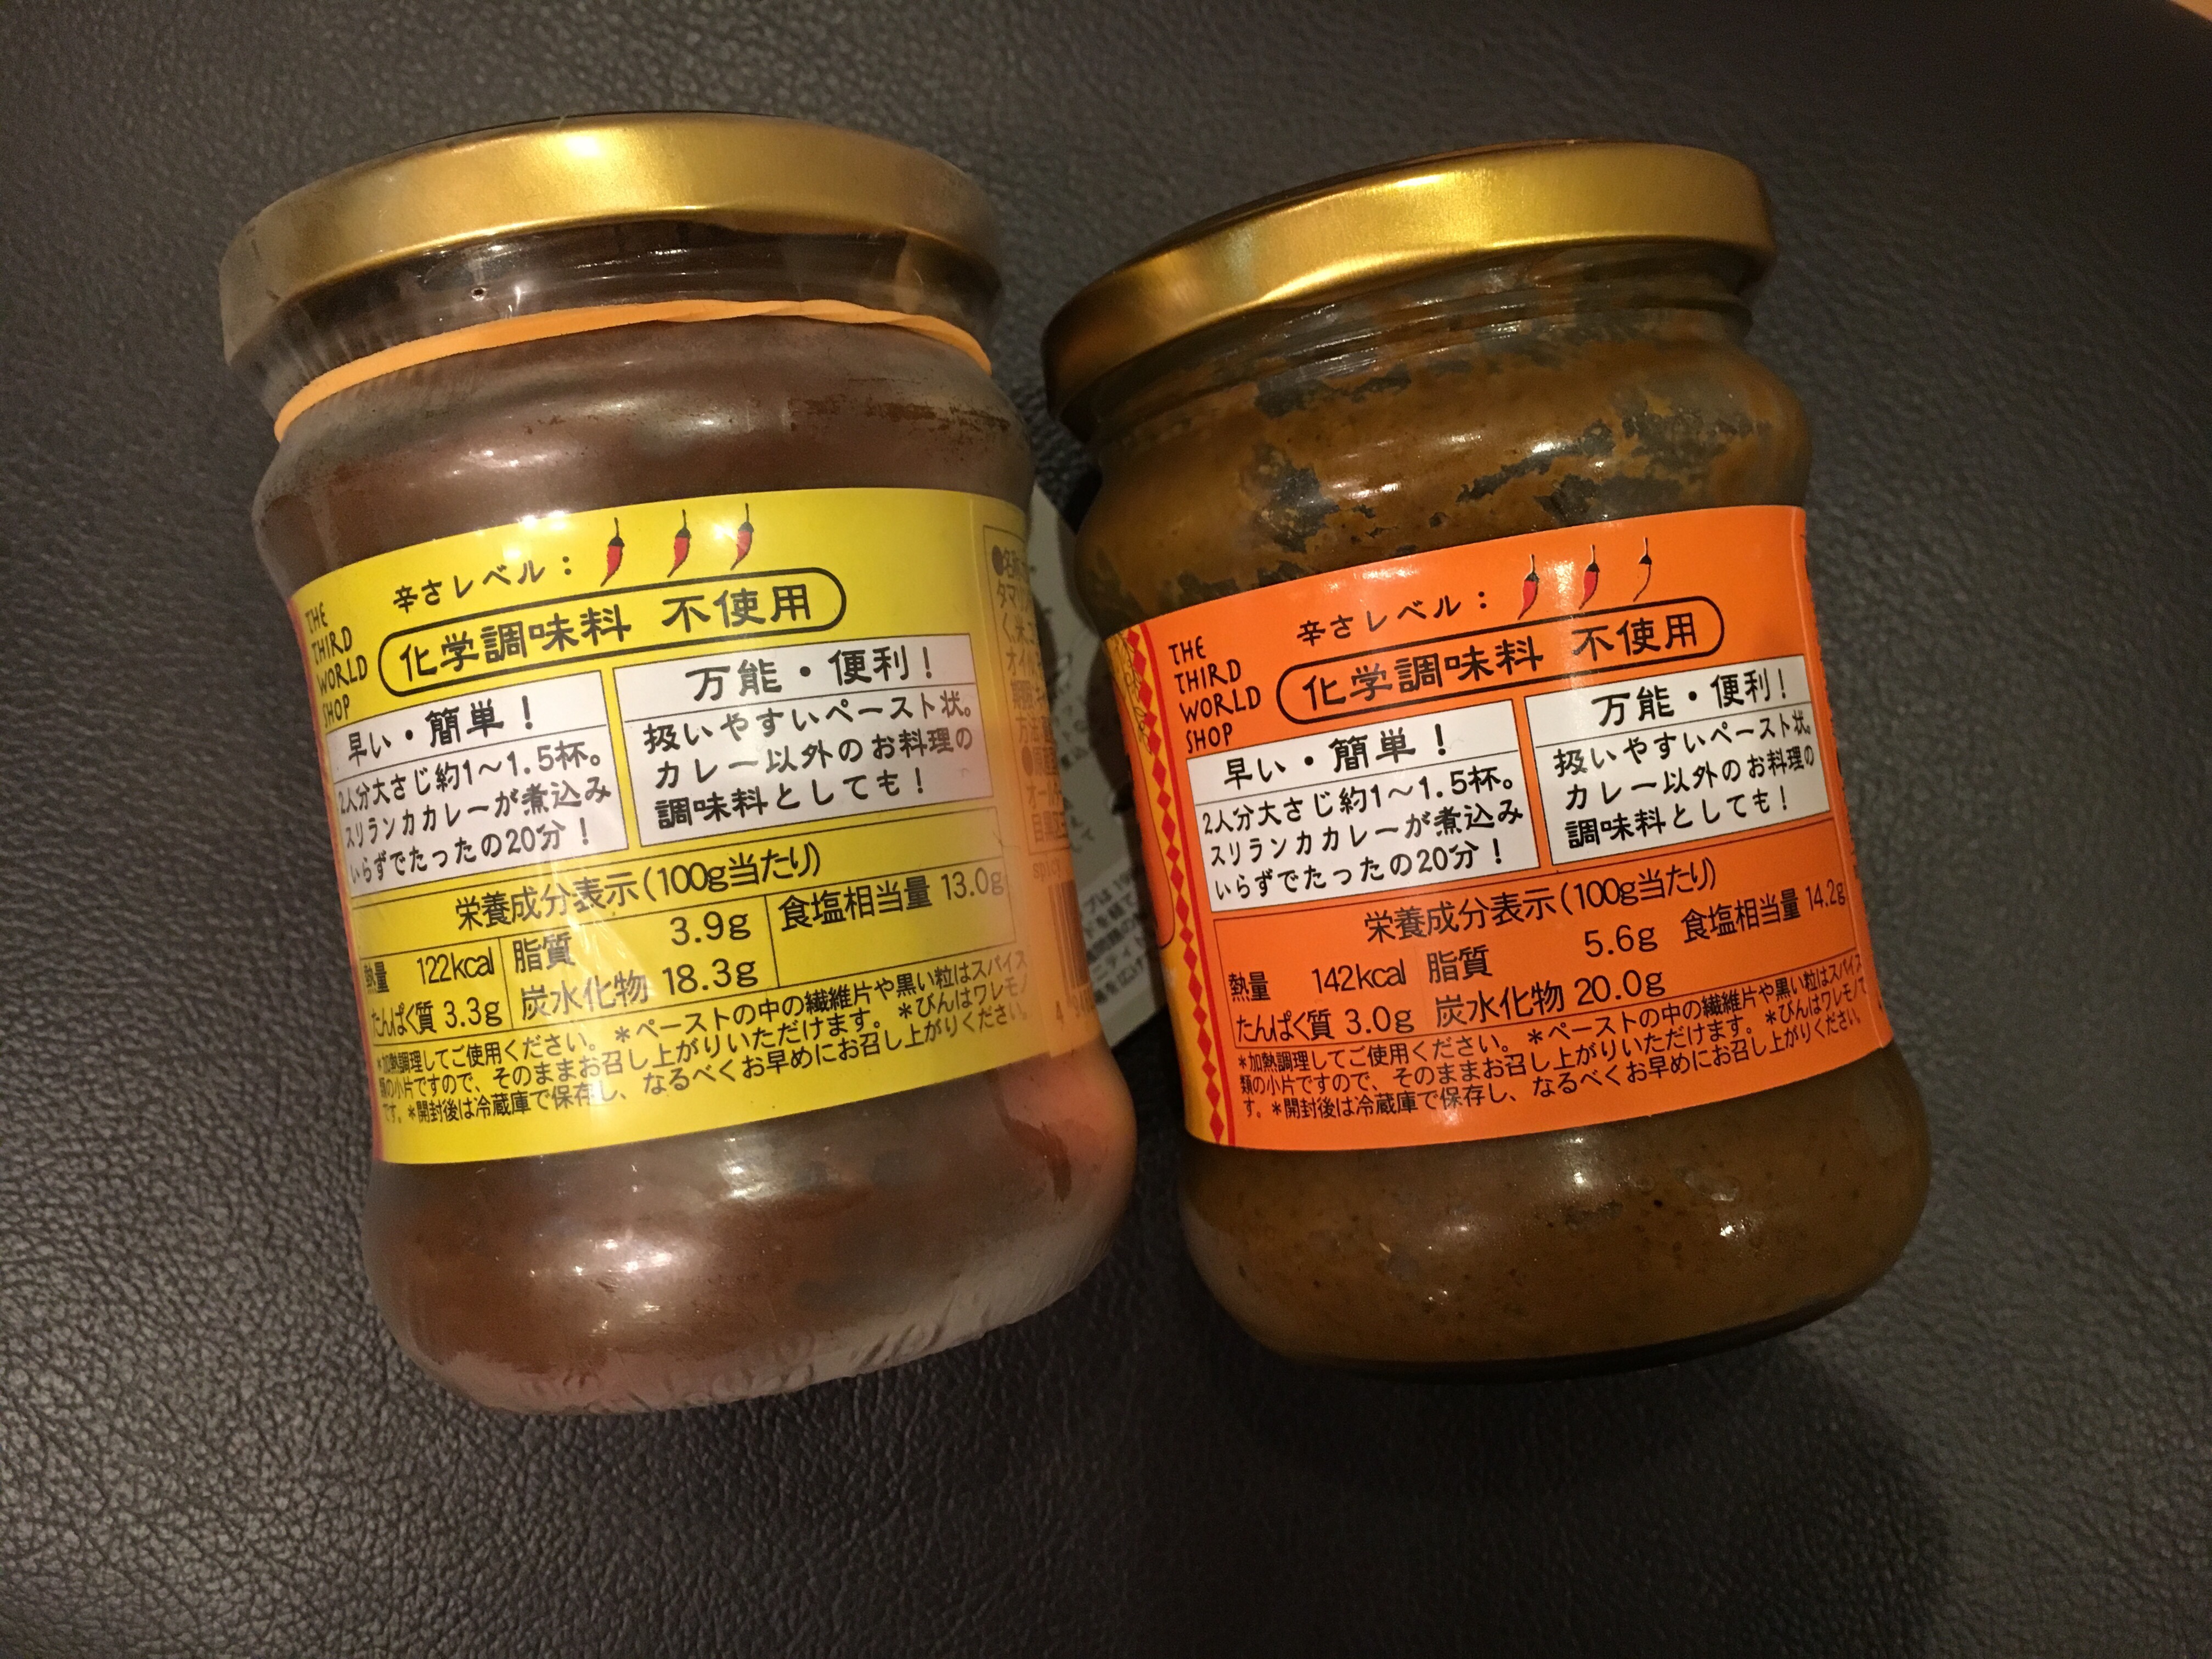 THE
THIRD
WORLD
SHOP
辛さレベル：
化学調味料 不使用
早い・簡単！
2人分大さじ約1～1.5杯。
スリランカカレーが煮込み
いらずでたったの20分！
万能・便利！
扱いやすいペースト状。
カレー以外のお料理の
調味料としても！
栄養成分表示(100g当たり)
熱量 122kcal
たんぱく質 3.3g
脂質 3.9g
炭水化物 18.3g
食塩相当量 13.0g
*加熱調理してご使用ください。*ペーストの中の繊維片や黒い粒はスパイス
類の小片ですので、そのままお召し上がりいただけます。*びんはワレモノ
です。*開封後は冷蔵庫で保存し、なるべくお早めにお召し上がりください。
THE
THIRD
WORLD
SHOP
辛さレベル：
化学調味料 不使用
早い・簡単！
2人分大さじ約1～1.5杯。
スリランカカレーが煮込み
いらずでたったの20分！
万能・便利！
扱いやすいペースト状。
カレー以外のお料理の
調味料としても！
栄養成分表示(100g当たり)
熱量 142kcal
たんぱく質 3.0g
脂質 5.6g
炭水化物 20.0g
食塩相当量 14.2g
*加熱調理してご使用ください。*ペーストの中の繊維片や黒い粒はスパイス
類の小片ですので、そのままお召し上がりいただけます。*びんはワレモノで
す。*開封後は冷蔵庫で保存し、なるべくお早めにお召し上がりください。